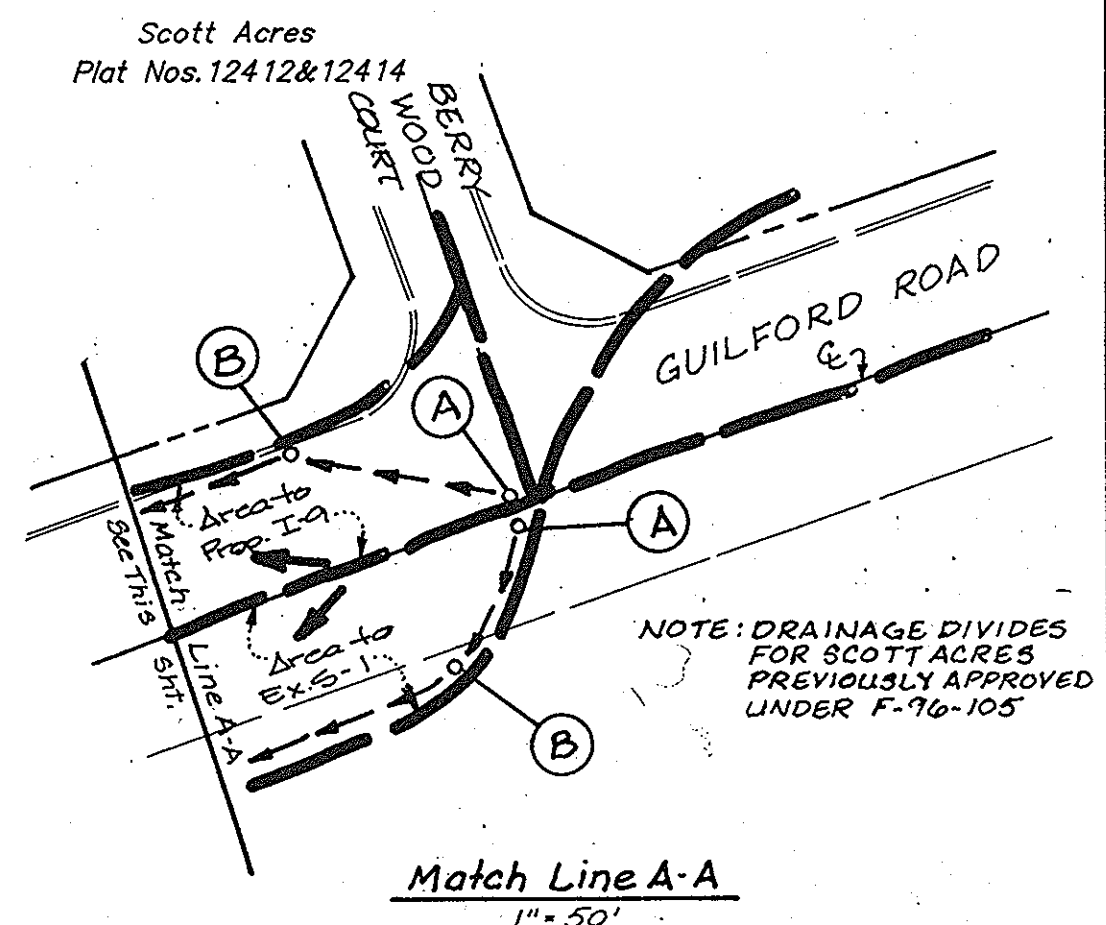 Scott Acres
Plat Nos. 12412&12414
BERRY
WOOD
COURT
GUILFORD ROAD
CL
B
A
A
B
Area to
Prop. I-9
Area to
Ex. S-1
See This Sht.
Match Line A-A
NOTE: DRAINAGE DIVIDES
FOR SCOTT ACRES
PREVIOUSLY APPROVED
UNDER F-96-105
Match Line A-A
1" = 50'